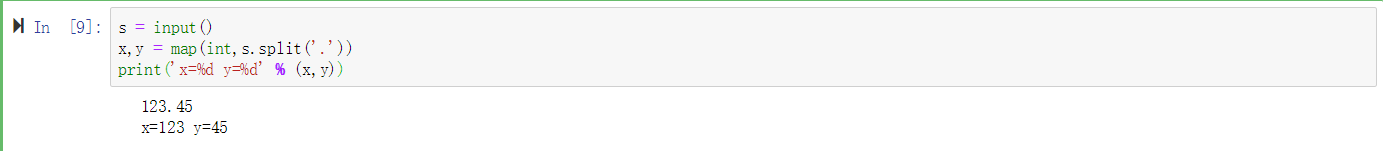 In [9]: s = input()
x,y = map(int,s.split('.'))
print('x=%d y=%d' % (x,y))
123.45
x=123 y=45